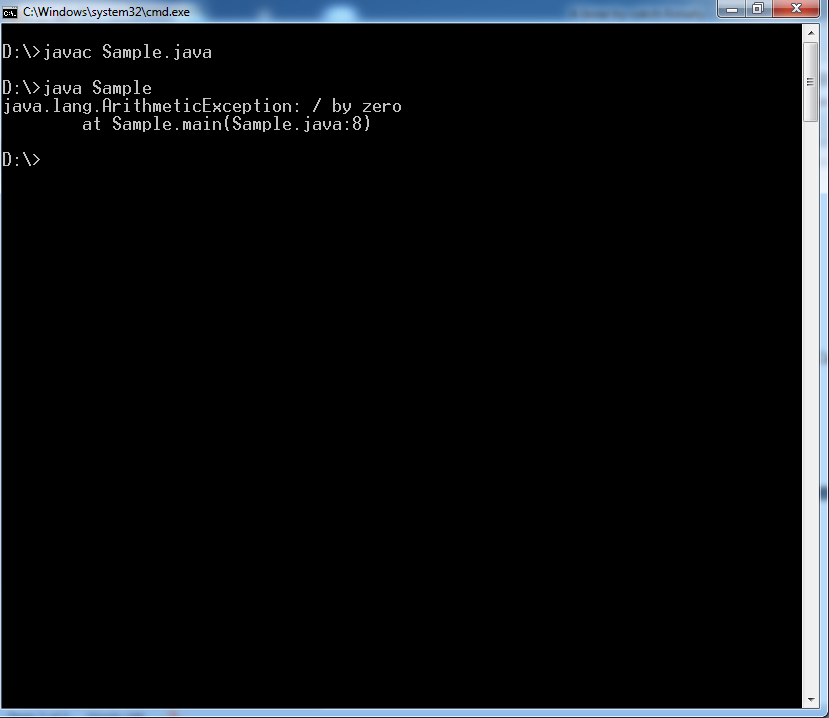 C:\Windows\system32\cmd.exe
D:\>javac Sample.java
D:\>java Sample
java.lang.ArithmeticException: / by zero
        at Sample.main(Sample.java:8)
D:\>